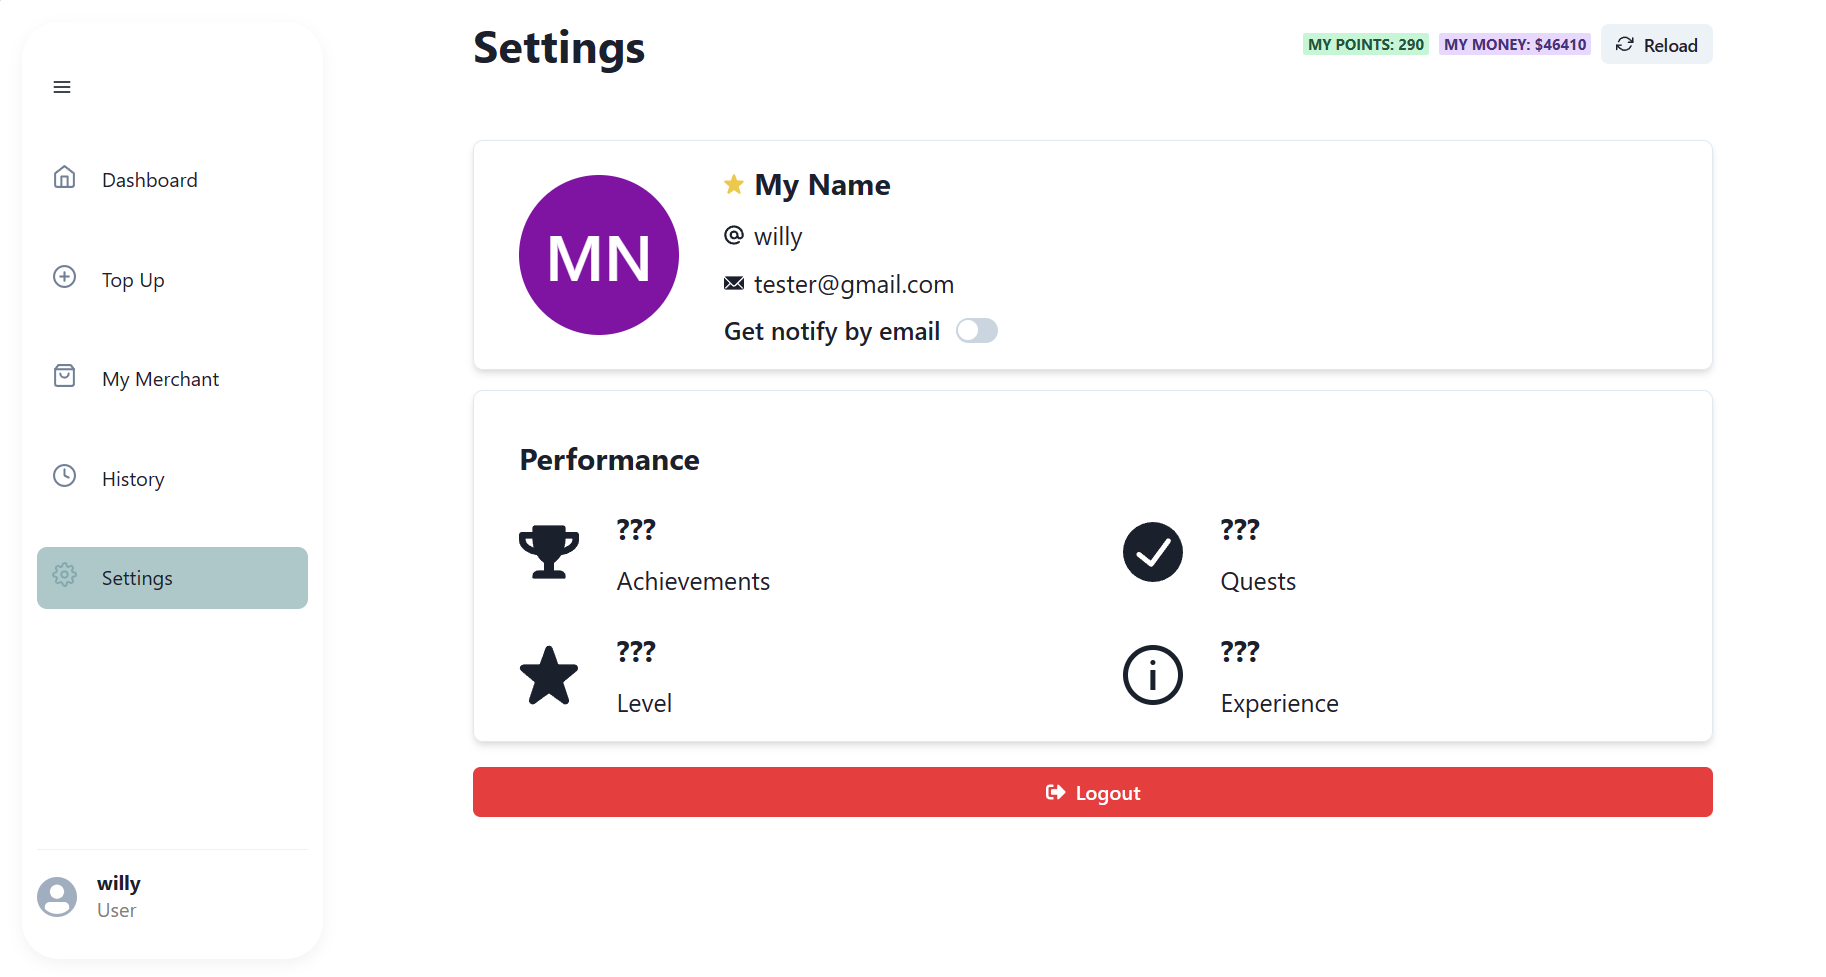 Settings
MY POINTS: 290
MY MONEY: $46410
Reload
Dashboard
Top Up
My Merchant
History
Settings
willy
User
MN
My Name
willy
tester@gmail.com
Get notify by email
Performance
???
Achievements
???
Quests
???
Level
???
Experience
Logout